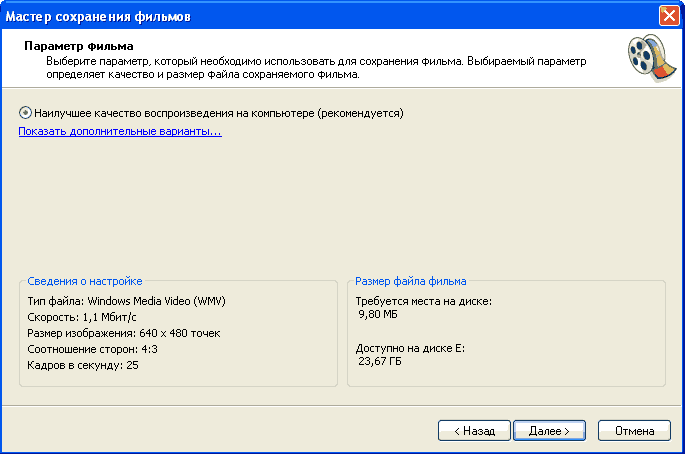 Мастер сохранения фильмов
Параметр фильма
Выберите параметр, который необходимо использовать для сохранения фильма. Выбираемый параметр
определяет качество и размер файла сохраняемого фильма.
Наилучшее качество воспроизведения на компьютере (рекомендуется)
Показать дополнительные варианты...
Сведения о настройке
Тип файла: Windows Media Video (WMV)
Скорость: 1,1 Мбит/с
Размер изображения: 640 x 480 точек
Соотношение сторон: 4:3
Кадров в секунду: 25
Размер файла фильма
Требуется места на диске:
9,80 МБ
Доступно на диске E:
23,67 ГБ
< Назад
Далее >
Отмена